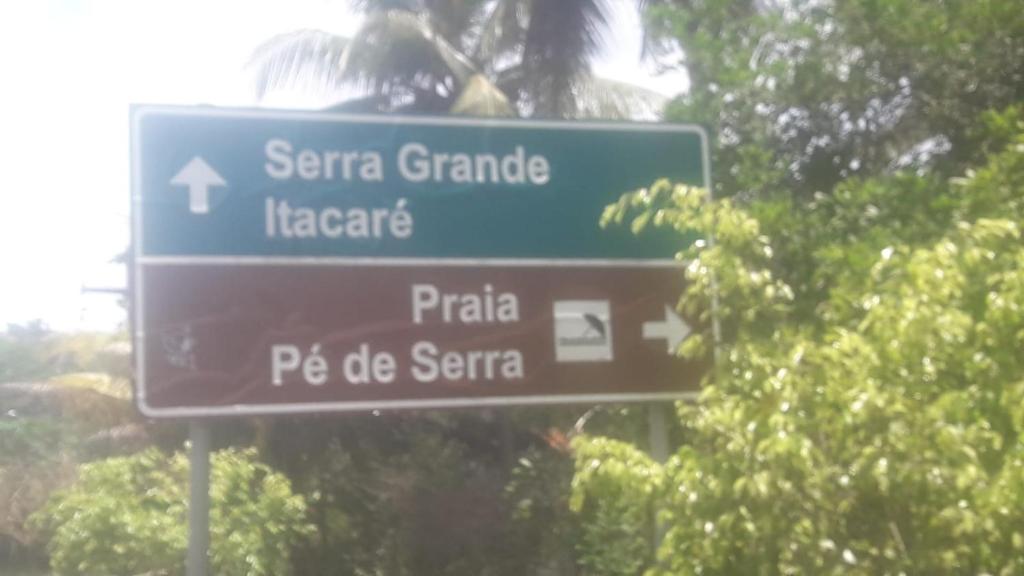 Serra Grande
Itacaré
Praia
Pé de Serra